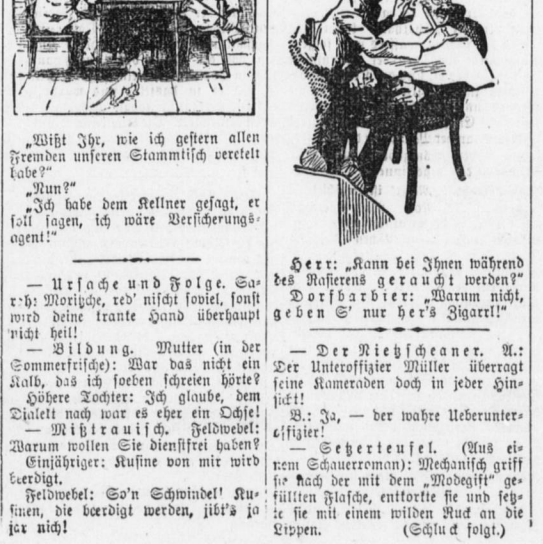 „Wißt Ihr, wie ich gestern allen
Fremden unseren Stammtisch verekelt
habe?"
„Nun?"
„Ich habe dem Kellner gesagt, er
soll sagen, ich wäre Versicherungs-
agent!"
— Ursache und Folge. Sa-
rah: Moritzche, red' nischt soviel, sonst
wird deine kranke Hand überhaupt
nicht heil!
— Bildung. Mutter (in der
Sommerfrische): War das nicht ein
Kalb, das ich soeben schreien hörte?
Höhere Tochter: Ich glaube, dem
Dialekt nach war es eher ein Ochse!
— Mißtrauisch. Feldwebel:
Warum wollen Sie dienstfrei haben?
Einjähriger: Kusine von mir wird
beerdigt.
Feldwebel: So'n Schwindel! Ku-
sinen, die beerdigt werden, jibt's ja
jar nich!
Herr: „Kann bei Ihnen während
des Rasierens geraucht werden?"
Dorfbarbier: „Warum nicht,
geben S' nur her's Zigarrl!"
— Der Nietzscheaner. A.:
Der Unteroffizier Müller überragt
seine Kameraden doch in jeder Hin-
sicht!
B.: Ja, — der wahre Ueberunter-
offizier!
— Setzerteufel. (Aus ei-
nem Schauerroman): Mechanisch griff
sie nach der mit dem „Modegift" ge-
füllten Flasche, entkorkte sie und setz-
te sie mit einem wilden Ruck an die
Lippen. (Schluck folgt.)